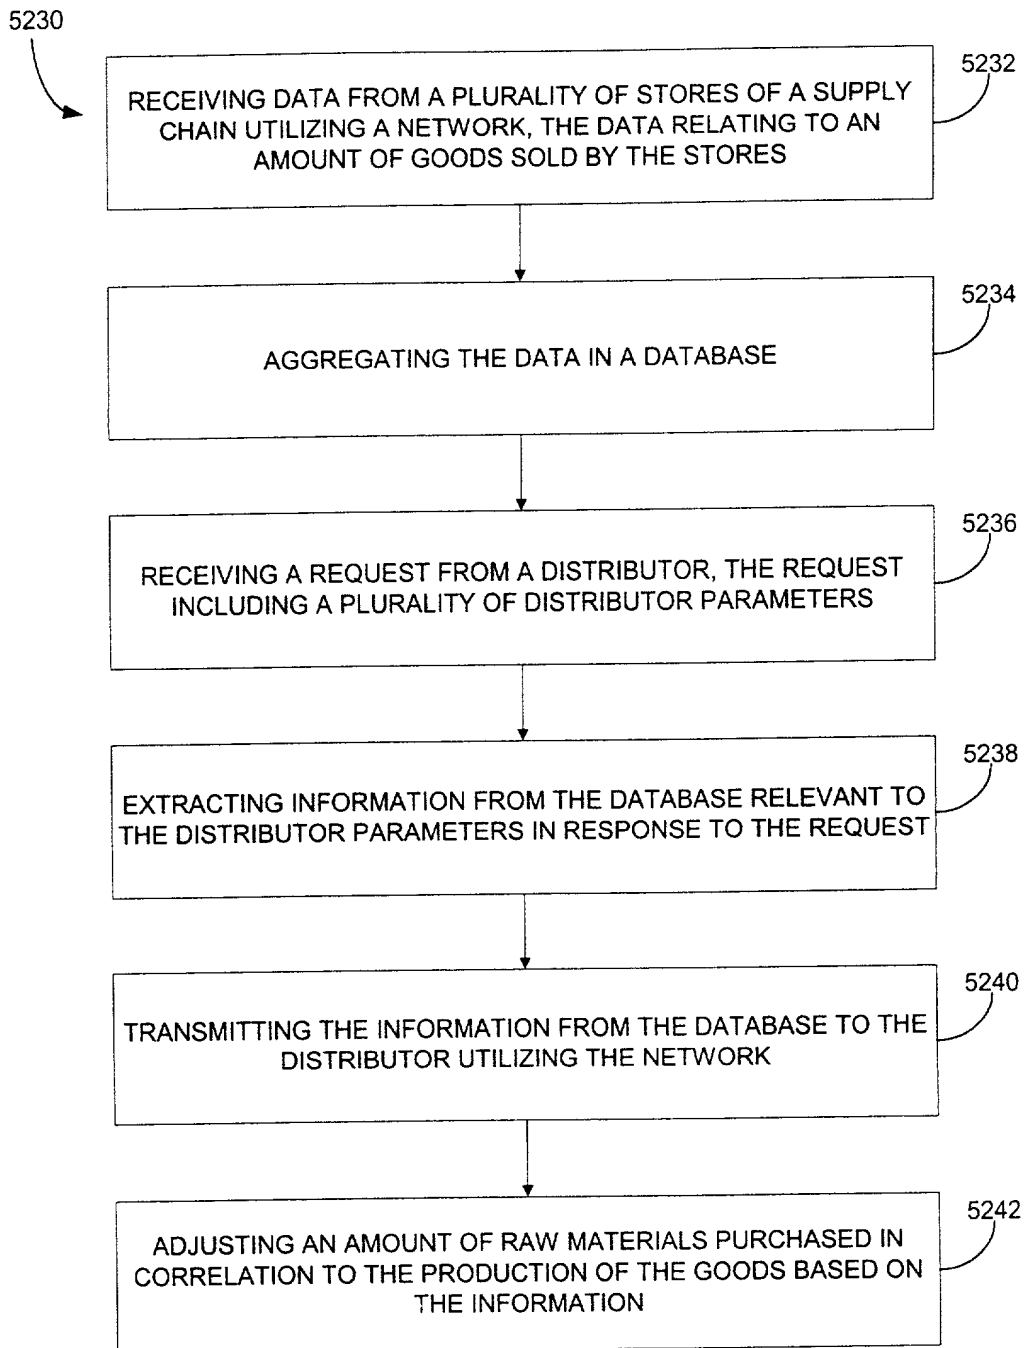 5230
5232
RECEIVING DATA FROM A PLURALITY OF STORES OF A SUPPLY
CHAIN UTILIZING A NETWORK, THE DATA RELATING TO AN
AMOUNT OF GOODS SOLD BY THE STORES
5234
AGGREGATING THE DATA IN A DATABASE
5236
RECEIVING A REQUEST FROM A DISTRIBUTOR, THE REQUEST
INCLUDING A PLURALITY OF DISTRIBUTOR PARAMETERS
5238
EXTRACTING INFORMATION FROM THE DATABASE RELEVANT TO
THE DISTRIBUTOR PARAMETERS IN RESPONSE TO THE REQUEST
5240
TRANSMITTING THE INFORMATION FROM THE DATABASE TO THE
DISTRIBUTOR UTILIZING THE NETWORK
5242
ADJUSTING AN AMOUNT OF RAW MATERIALS PURCHASED IN
CORRELATION TO THE PRODUCTION OF THE GOODS BASED ON
THE INFORMATION